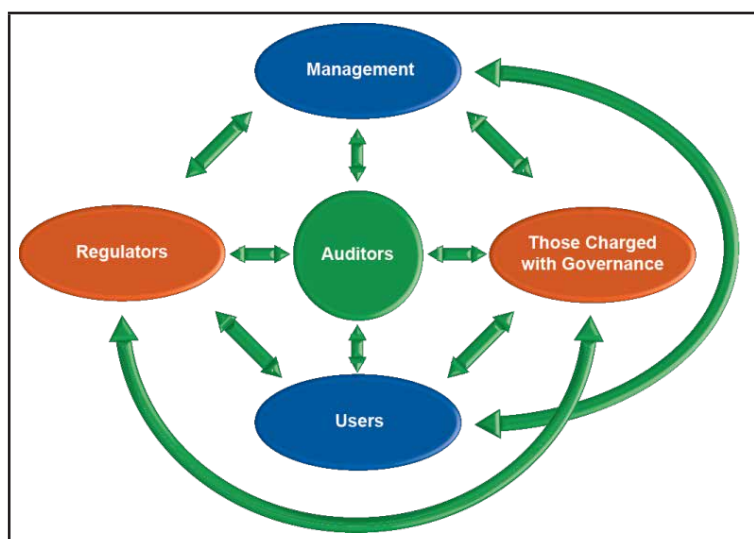 Management
Regulators
Auditors
Those Charged
with Governance
Users